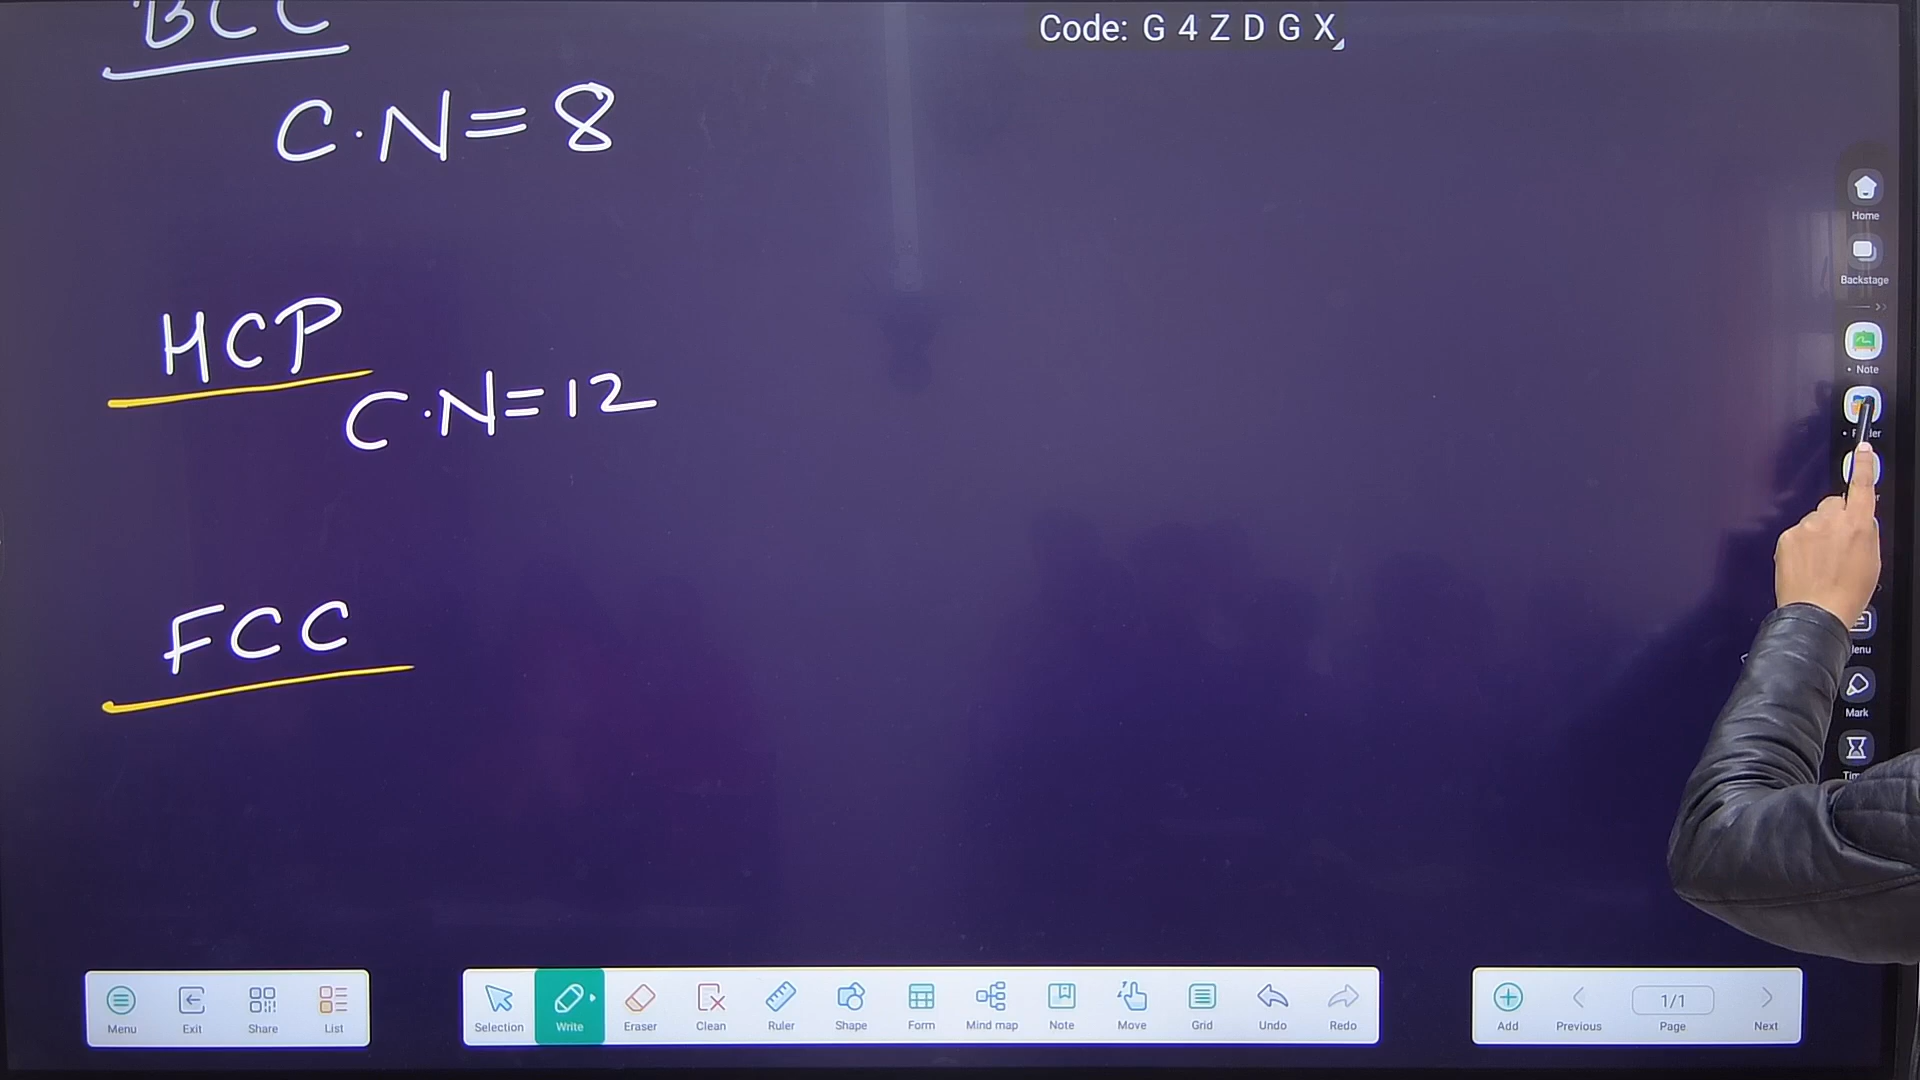 BCC
Code: G 4 Z D G X
C.N = 8
Home
Backstage
HCP
Note
C.N = 12
FCC
Mark
Menu
Exit
Share
List
Selection
Write
Eraser
Clean
Ruler
Shape
Form
Mind map
Note
Move
Grid
Undo
Redo
Add
Previous
1/1
Page
Next